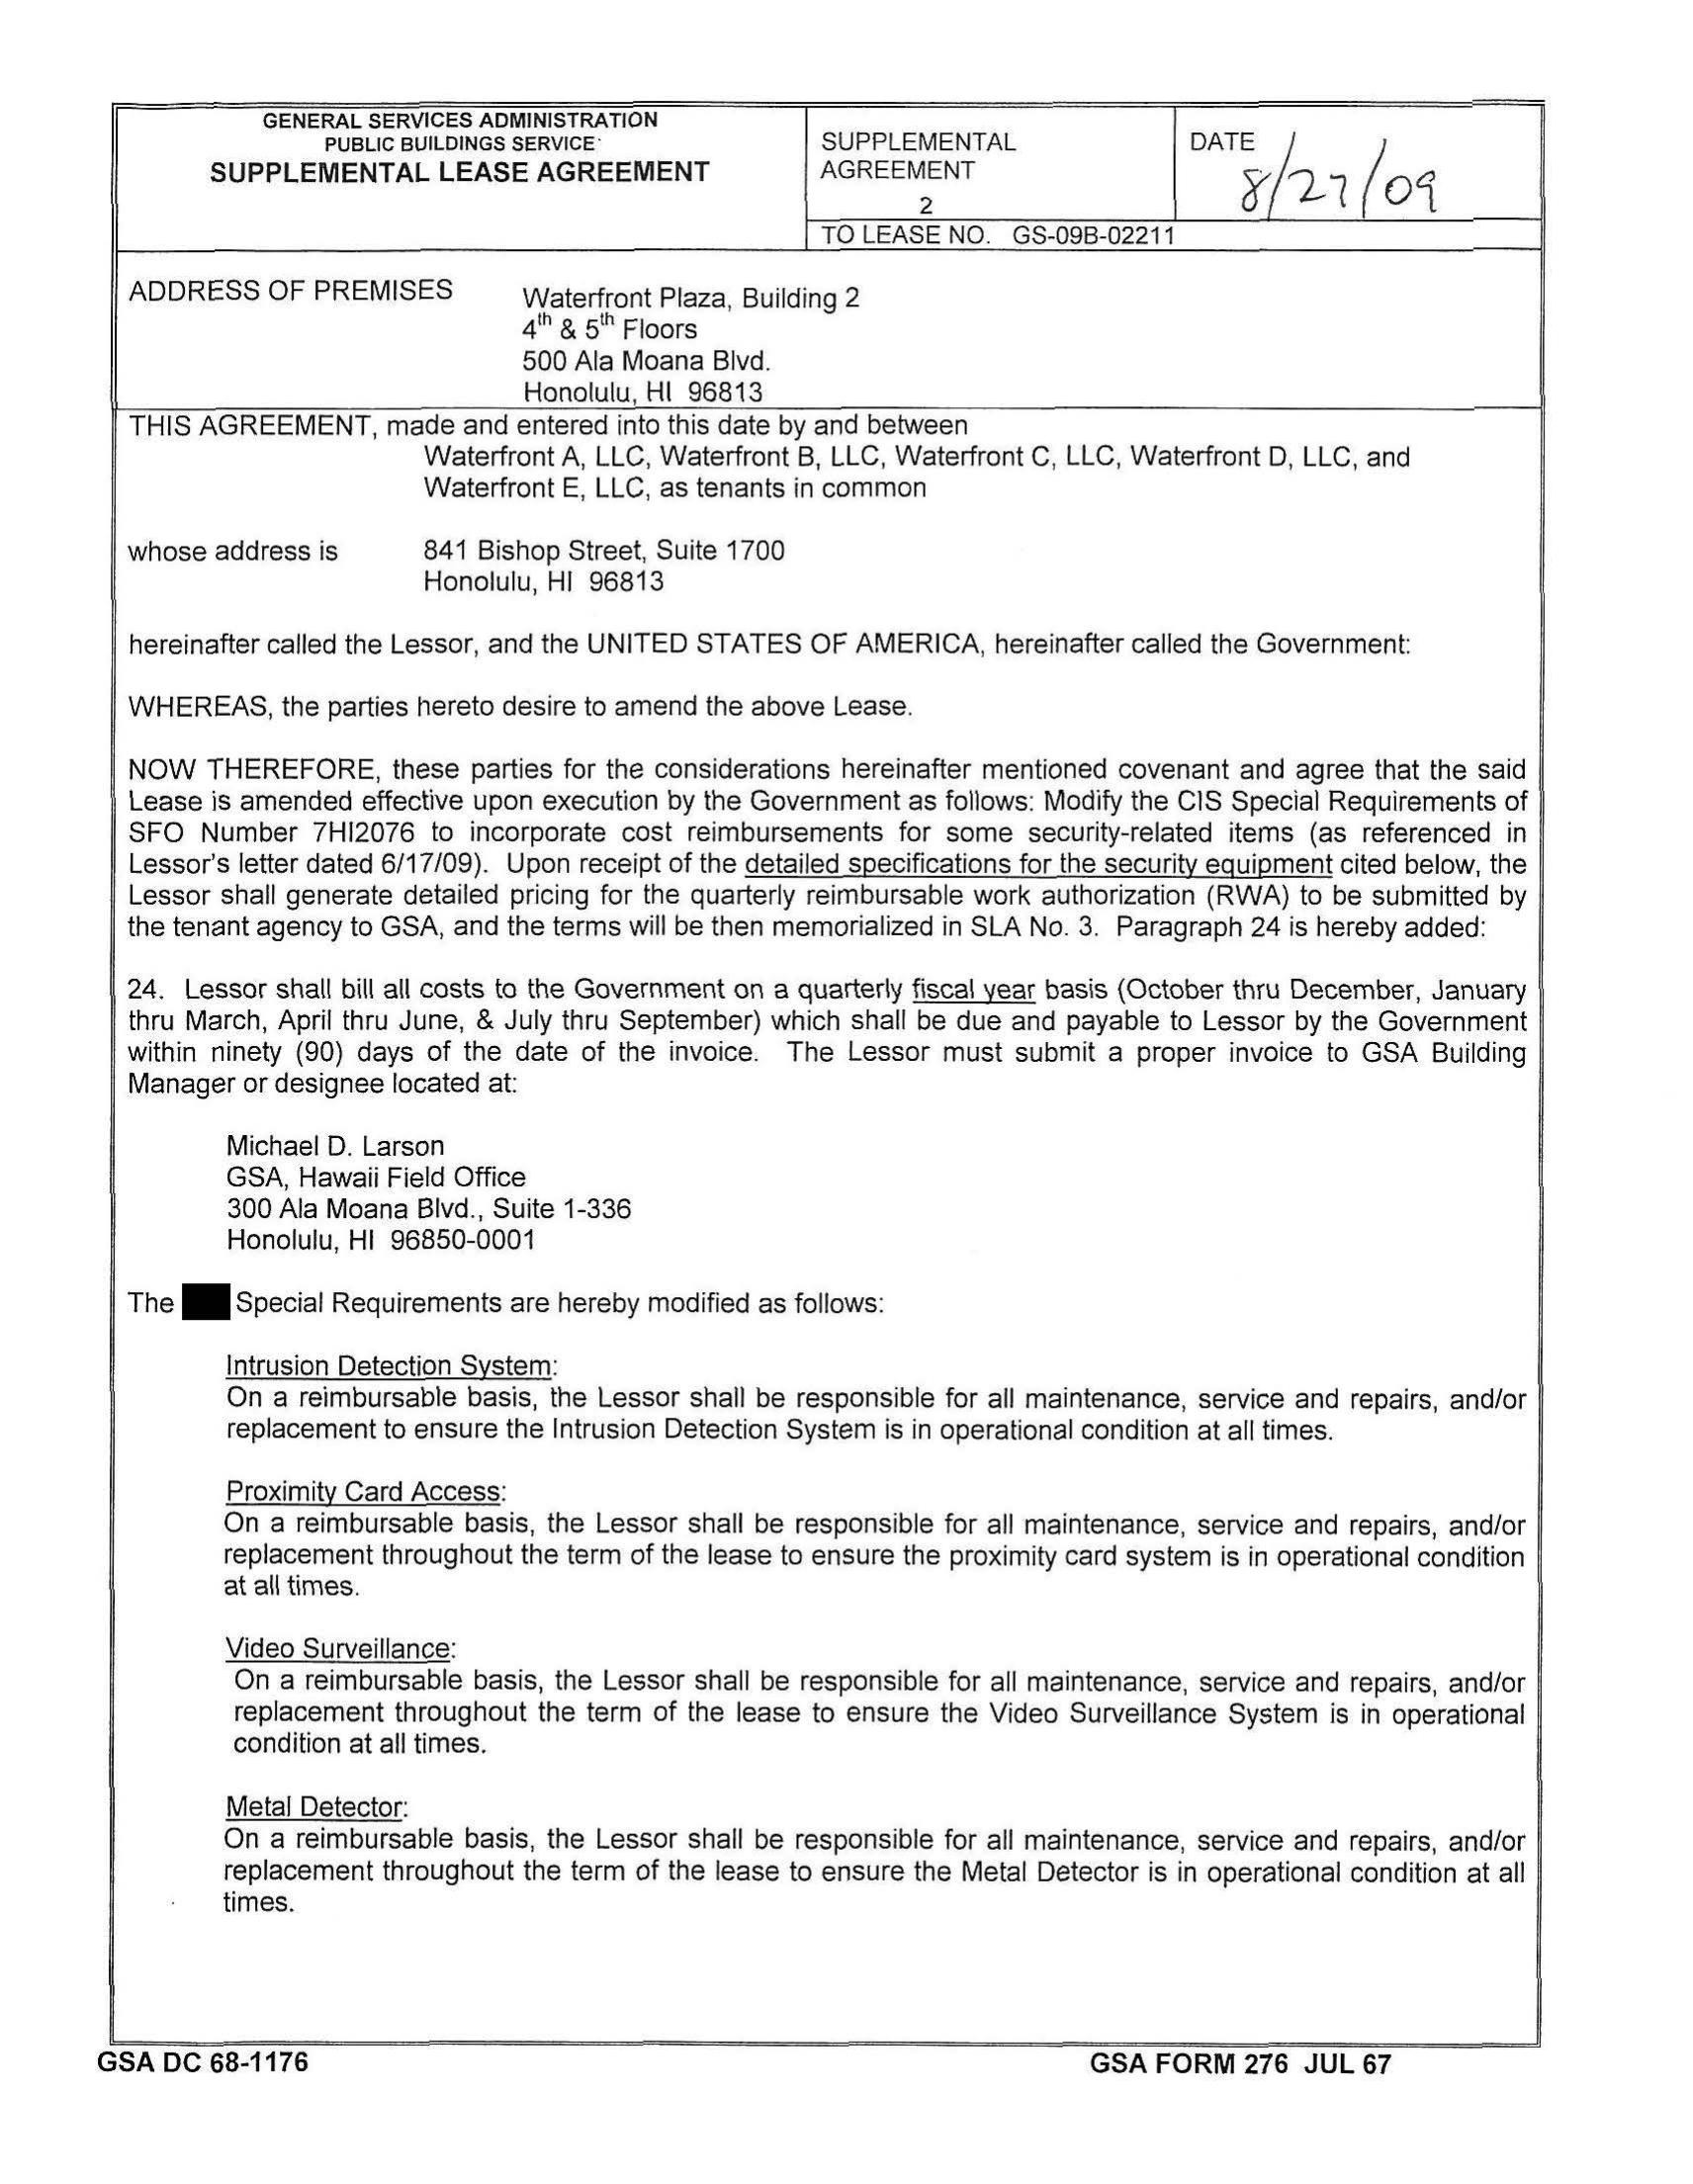 GENERAL SERVICES ADMINISTRATION
PUBLIC BUILDINGS SERVICE
SUPPLEMENTAL LEASE AGREEMENT
SUPPLEMENTAL
AGREEMENT
2
DATE
8/27/09
TO LEASE NO. GS-09B-02211
ADDRESS OF PREMISES
Waterfront Plaza, Building 2
4th & 5th Floors
500 Ala Moana Blvd.
Honolulu, HI 96813
THIS AGREEMENT, made and entered into this date by and between
Waterfront A, LLC, Waterfront B, LLC, Waterfront C, LLC, Waterfront D, LLC, and
Waterfront E, LLC, as tenants in common
whose address is 841 Bishop Street, Suite 1700
Honolulu, HI 96813
hereinafter called the Lessor, and the UNITED STATES OF AMERICA, hereinafter called the Government:
WHEREAS, the parties hereto desire to amend the above Lease.
NOW THEREFORE, these parties for the considerations hereinafter mentioned covenant and agree that the said
Lease is amended effective upon execution by the Government as follows: Modify the CIS Special Requirements of
SFO Number 7HI2076 to incorporate cost reimbursements for some security-related items (as referenced in
Lessor's letter dated 6/17/09). Upon receipt of the detailed specifications for the security equipment cited below, the
Lessor shall generate detailed pricing for the quarterly reimbursable work authorization (RWA) to be submitted by
the tenant agency to GSA, and the terms will be then memorialized in SLA No. 3. Paragraph 24 is hereby added:
24. Lessor shall bill all costs to the Government on a quarterly fiscal year basis (October thru December, January
thru March, April thru June, & July thru September) which shall be due and payable to Lessor by the Government
within ninety (90) days of the date of the invoice. The Lessor must submit a proper invoice to GSA Building
Manager or designee located at:
Michael D. Larson
GSA, Hawaii Field Office
300 Ala Moana Blvd., Suite 1-336
Honolulu, HI 96850-0001
The Special Requirements are hereby modified as follows:
Intrusion Detection System:
On a reimbursable basis, the Lessor shall be responsible for all maintenance, service and repairs, and/or
replacement to ensure the Intrusion Detection System is in operational condition at all times.
Proximity Card Access:
On a reimbursable basis, the Lessor shall be responsible for all maintenance, service and repairs, and/or
replacement throughout the term of the lease to ensure the proximity card system is in operational condition
at all times.
Video Surveillance:
On a reimbursable basis, the Lessor shall be responsible for all maintenance, service and repairs, and/or
replacement throughout the term of the lease to ensure the Video Surveillance System is in operational
condition at all times.
Metal Detector:
On a reimbursable basis, the Lessor shall be responsible for all maintenance, service and repairs, and/or
replacement throughout the term of the lease to ensure the Metal Detector is in operational condition at all
times.
GSA DC 68-1176
GSA FORM 276 JUL 67